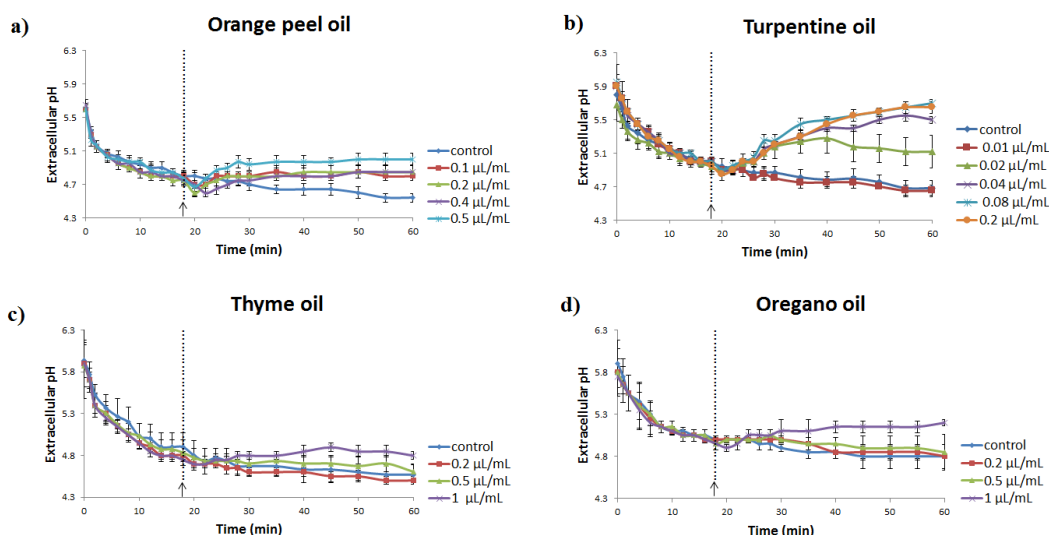 a)
Orange peel oil
6.3
5.9
5.5
5.1
4.7
4.3
Extracellular pH
0 10 20 30 40 50 60
Time (min)
control
0.1 µL/mL
0.2 µL/mL
0.4 µL/mL
0.5 µL/mL
b)
Turpentine oil
6.3
5.9
5.5
5.1
4.7
4.3
Extracellular pH
0 10 20 30 40 50 60
Time (min)
control
0.01 µL/mL
0.02 µL/mL
0.04 µL/mL
0.08 µL/mL
0.2 µL/mL
c)
Thyme oil
6.3
5.8
5.3
4.8
4.3
Extracellular pH
0 10 20 30 40 50 60
Time (min)
control
0.2 µL/mL
0.5 µL/mL
1 µL/mL
d)
Oregano oil
6.3
5.8
5.3
4.8
4.3
Extracellular pH
0 10 20 30 40 50 60
Time (min)
control
0.2 µL/mL
0.5 µL/mL
1 µL/mL